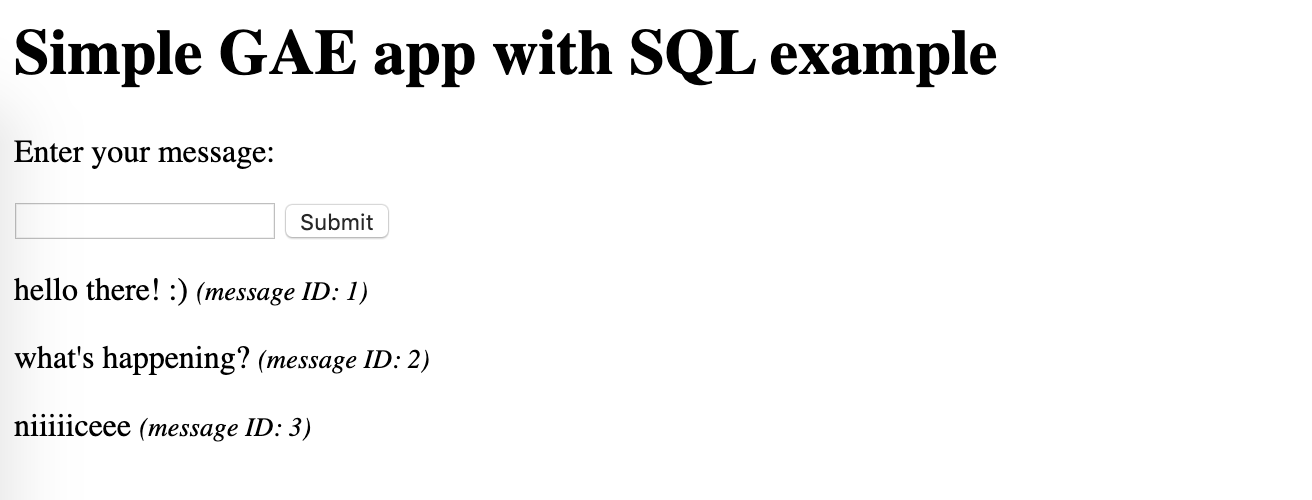 Simple GAE app with SQL example
Enter your message:
Submit
hello there! :) (message ID: 1)
what's happening? (message ID: 2)
niiiiiceee (message ID: 3)